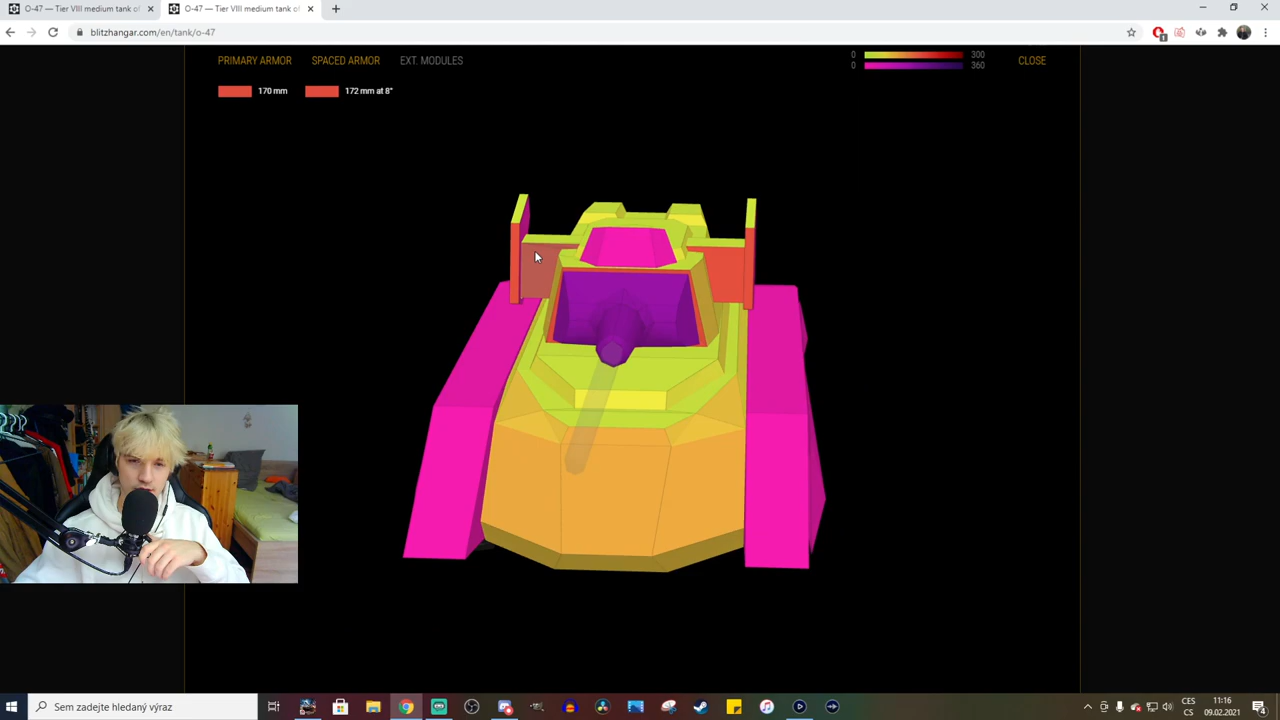 O-47 — Tier VIII medium tank of
O-47 — Tier VIII medium tank of
blitzhangar.com/en/tank/o-47
1
PRIMARY ARMOR SPACED ARMOR EXT. MODULES
0 300
0 360
CLOSE
170 mm 172 mm at 8°
Sem zadejte hledaný výraz
CES
CS
11:16
09.02.2021